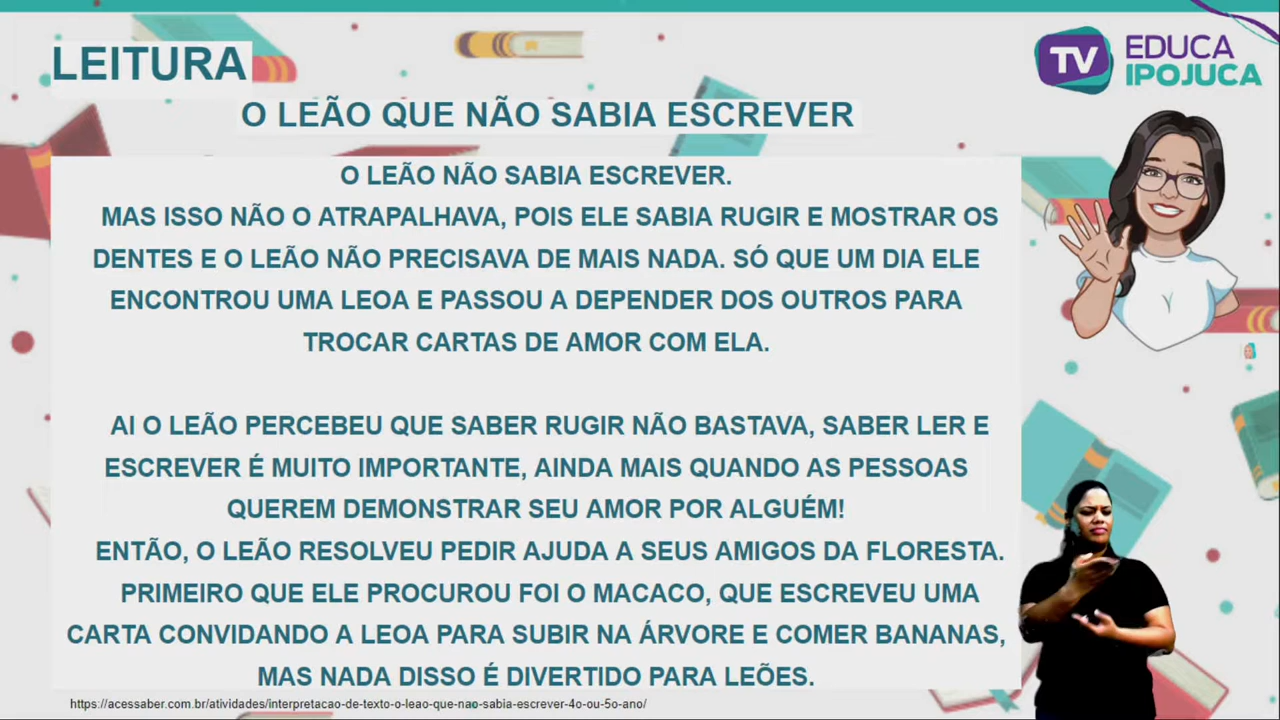 LEITURA
TV EDUCA
IPOJUCA
O LEÃO QUE NÃO SABIA ESCREVER
O LEÃO NÃO SABIA ESCREVER.
MAS ISSO NÃO O ATRAPALHAVA, POIS ELE SABIA RUGIR E MOSTRAR OS
DENTES E O LEÃO NÃO PRECISAVA DE MAIS NADA. SÓ QUE UM DIA ELE
ENCONTROU UMA LEOA E PASSOU A DEPENDER DOS OUTROS PARA
TROCAR CARTAS DE AMOR COM ELA.
AI O LEÃO PERCEBEU QUE SABER RUGIR NÃO BASTAVA, SABER LER E
ESCREVER É MUITO IMPORTANTE, AINDA MAIS QUANDO AS PESSOAS
QUEREM DEMONSTRAR SEU AMOR POR ALGUÉM!
ENTÃO, O LEÃO RESOLVEU PEDIR AJUDA A SEUS AMIGOS DA FLORESTA.
PRIMEIRO QUE ELE PROCUROU FOI O MACACO, QUE ESCREVEU UMA
CARTA CONVIDANDO A LEOA PARA SUBIR NA ÁRVORE E COMER BANANAS,
MAS NADA DISSO É DIVERTIDO PARA LEÕES.
https://acessaber.com.br/atividades/interpretacao-de-texto-o-leao-que-nao-sabia-escrever-4o-ou-5o-ano/